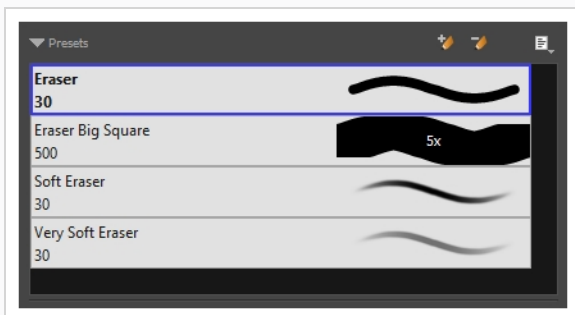 Presets
Eraser
30
Eraser Big Square
500
5x
Soft Eraser
30
Very Soft Eraser
30